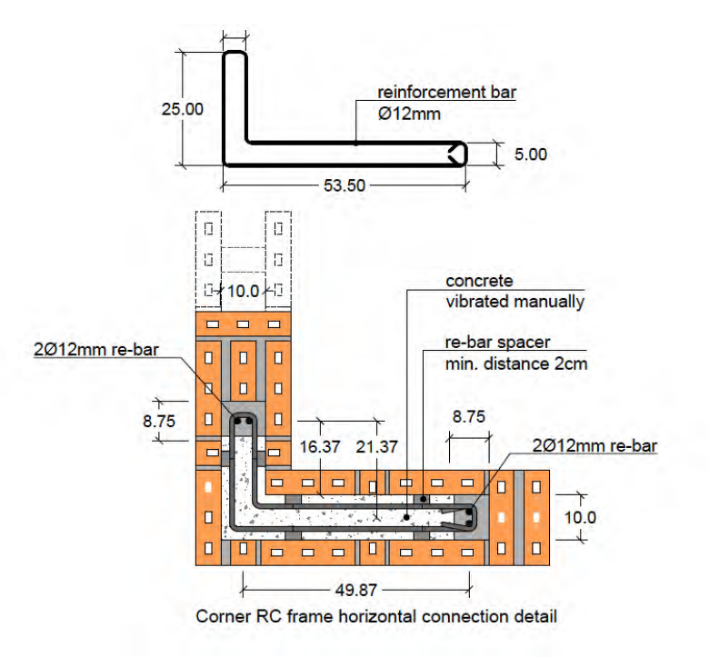 25.00
reinforcement bar
Ø12mm
5.00
53.50
10.0
concrete
vibrated manually
2Ø12mm re-bar
re-bar spacer
min. distance 2cm
8.75
8.75
16.37
21.37
2Ø12mm re-bar
10.0
49.87
Corner RC frame horizontal connection detail